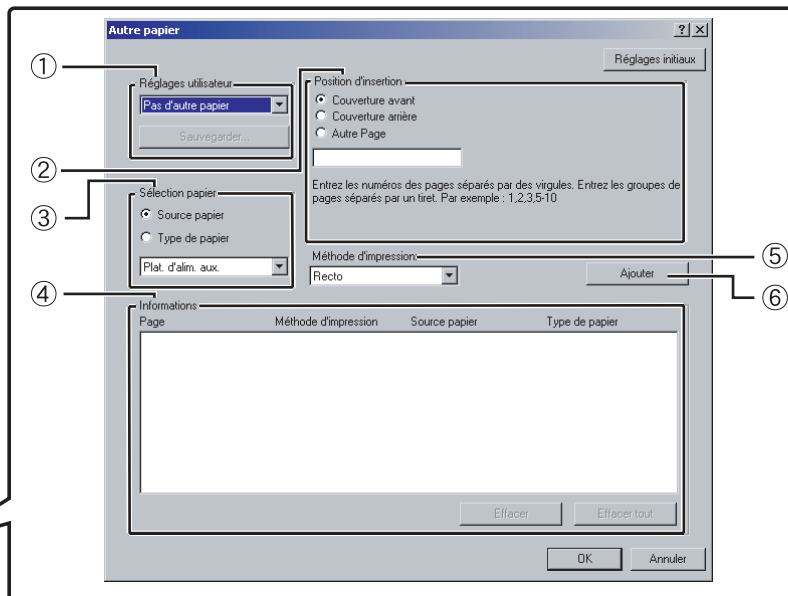 Autre papier
? X
Réglages initiaux
① Réglages utilisateur
Pas d'autre papier
Sauvegarder...
② Position d'insertion
Couverture avant
Couverture arrière
Autre Page
Entrez les numéros des pages séparés par des virgules. Entrez les groupes de
pages séparés par un tiret. Par exemple : 1,2,3,5-10
③ Sélection papier
Source papier
Type de papier
Plat. d'alim. aux.
Méthode d'impression: ⑤
Recto
Ajouter ⑥
④ Informations
Page Méthode d'impression Source papier Type de papier
Effacer Effacer tout
OK Annuler